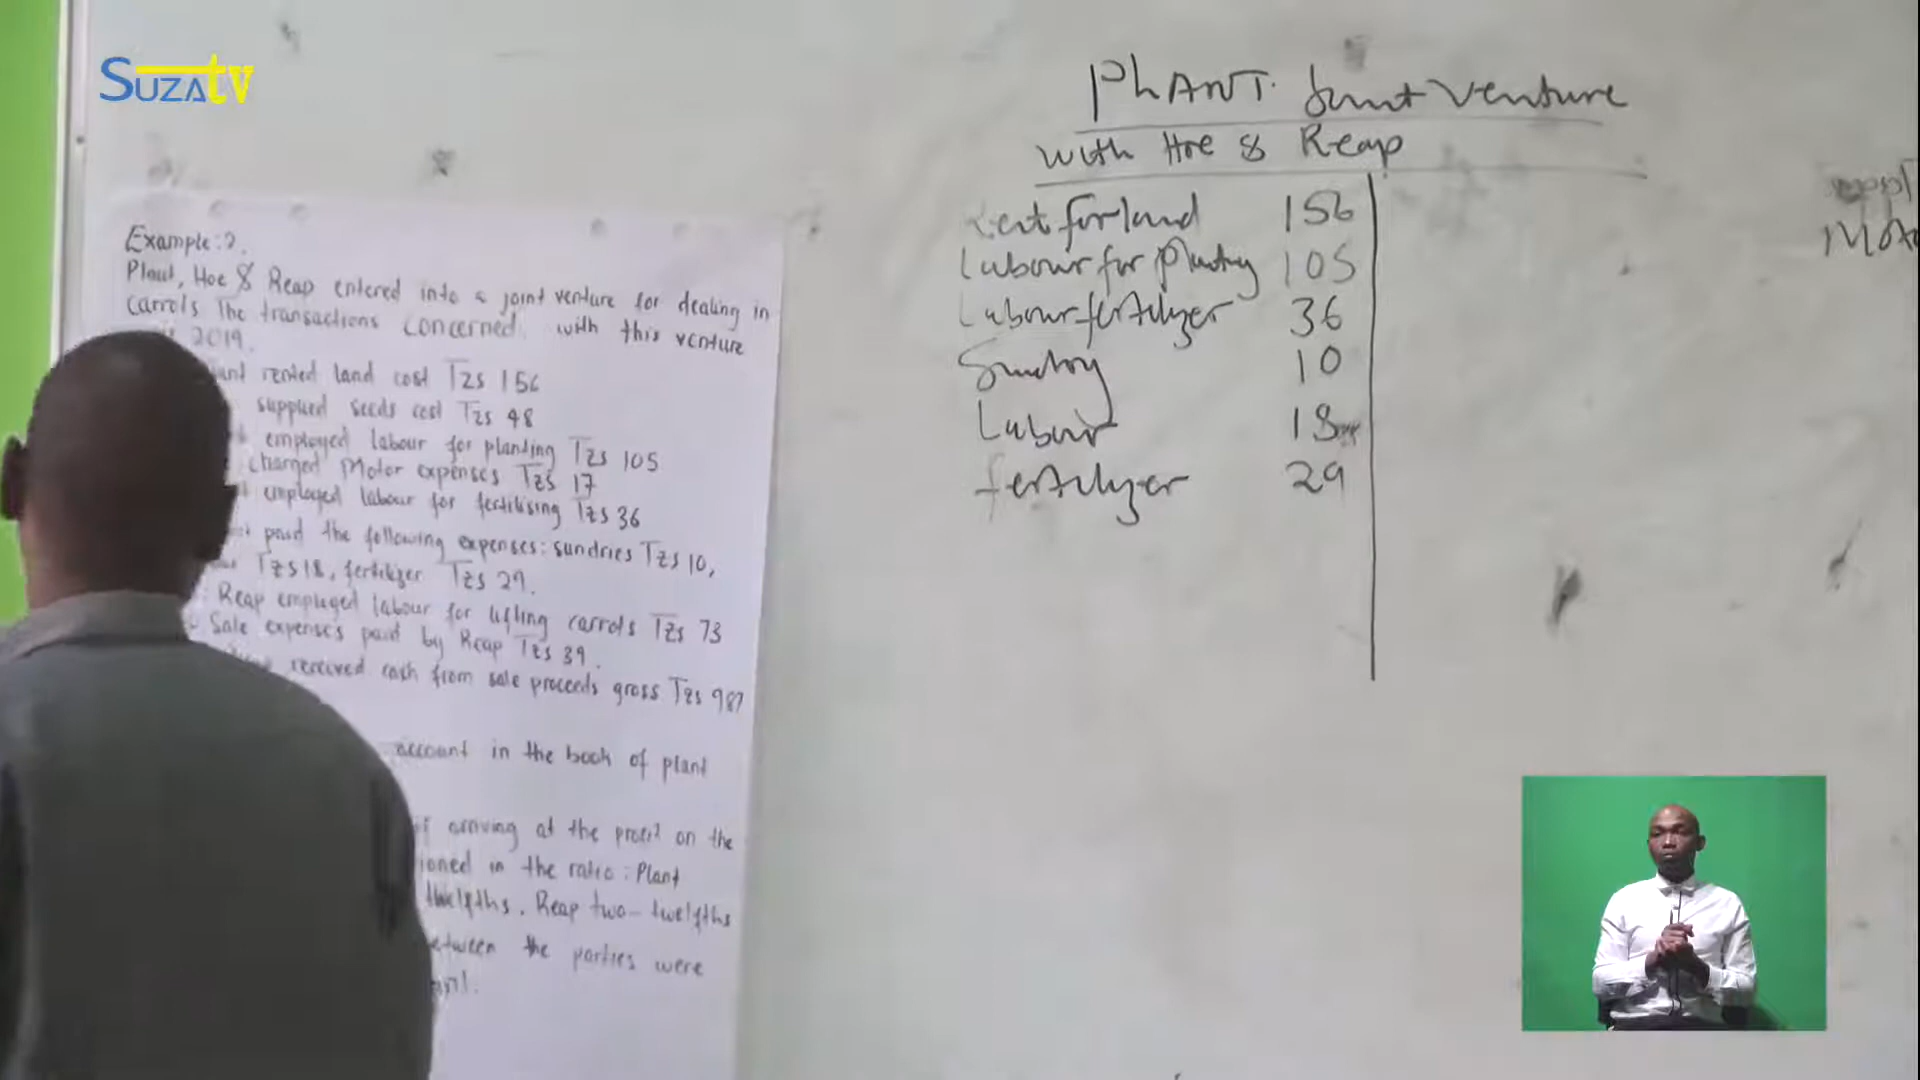 SUZA tv
Example: 2.
Plant, Hoe & Reap entered into a joint venture for dealing in
carrots The transactions concerned with this venture
2019.
rented land cost Tzs 156
supplied seeds cost Tzs 48
employed labour for planting Tzs 105
charged Motor expenses Tzs 17
employed labour for fertilising Tzs 36
paid the following expenses: sundries Tzs 10,
Tzs 18, fertilizer Tzs 29.
Reap employed labour for lifting carrots Tzs 73
Sale expenses paid by Reap Tzs 39.
received cash from sale proceeds gross Tzs 987
account in the book of plant
of arriving at the profit on the
in the ratio: Plant
twelfths. Reap two-twelfths
between the parties were
PLANT. Joint Venture
with Hoe & Reap
Rent for land 156
Labour for planting 105
Labour fertilyzer 36
Sundry 10
Labour 18
fertilyzer 29